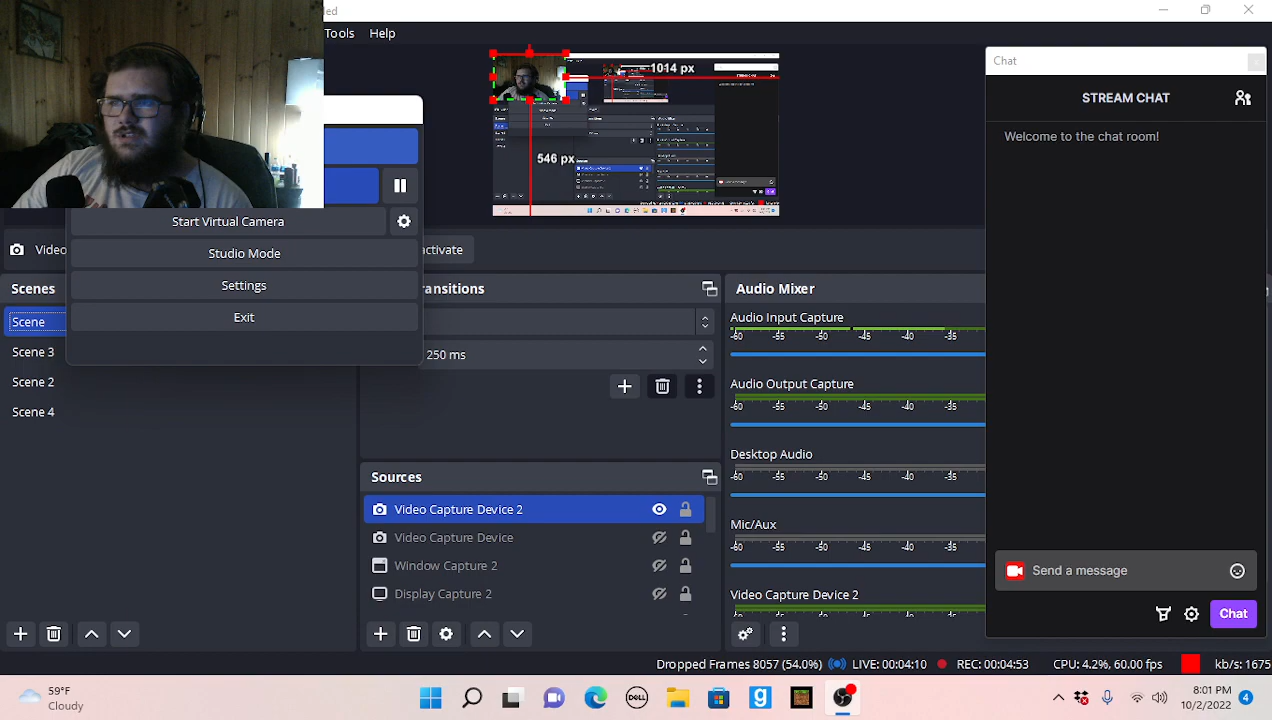 led
Tools Help
1014 px
546 px
Chat
STREAM CHAT
Welcome to the chat room!
Start Virtual Camera
Studio Mode
Settings
Exit
Video
activate
Scenes
Scene
Scene 3
Scene 2
Scene 4
ansitions
250 ms
Sources
Video Capture Device 2
Video Capture Device
Window Capture 2
Display Capture 2
Audio Mixer
Audio Input Capture
-60 -55 -50 -45 -40 -35
Audio Output Capture
-60 -55 -50 -45 -40 -35
Desktop Audio
-60 -55 -50 -45 -40 -35
Mic/Aux
-60 -55 -50 -45 -40 -35
Video Capture Device 2
Send a message
Chat
Dropped Frames 8057 (54.0%) LIVE: 00:04:10 REC: 00:04:53 CPU: 4.2%, 60.00 fps kb/s: 1675
59°F
Cloudy
DELL
g
8:01 PM
10/2/2022
4